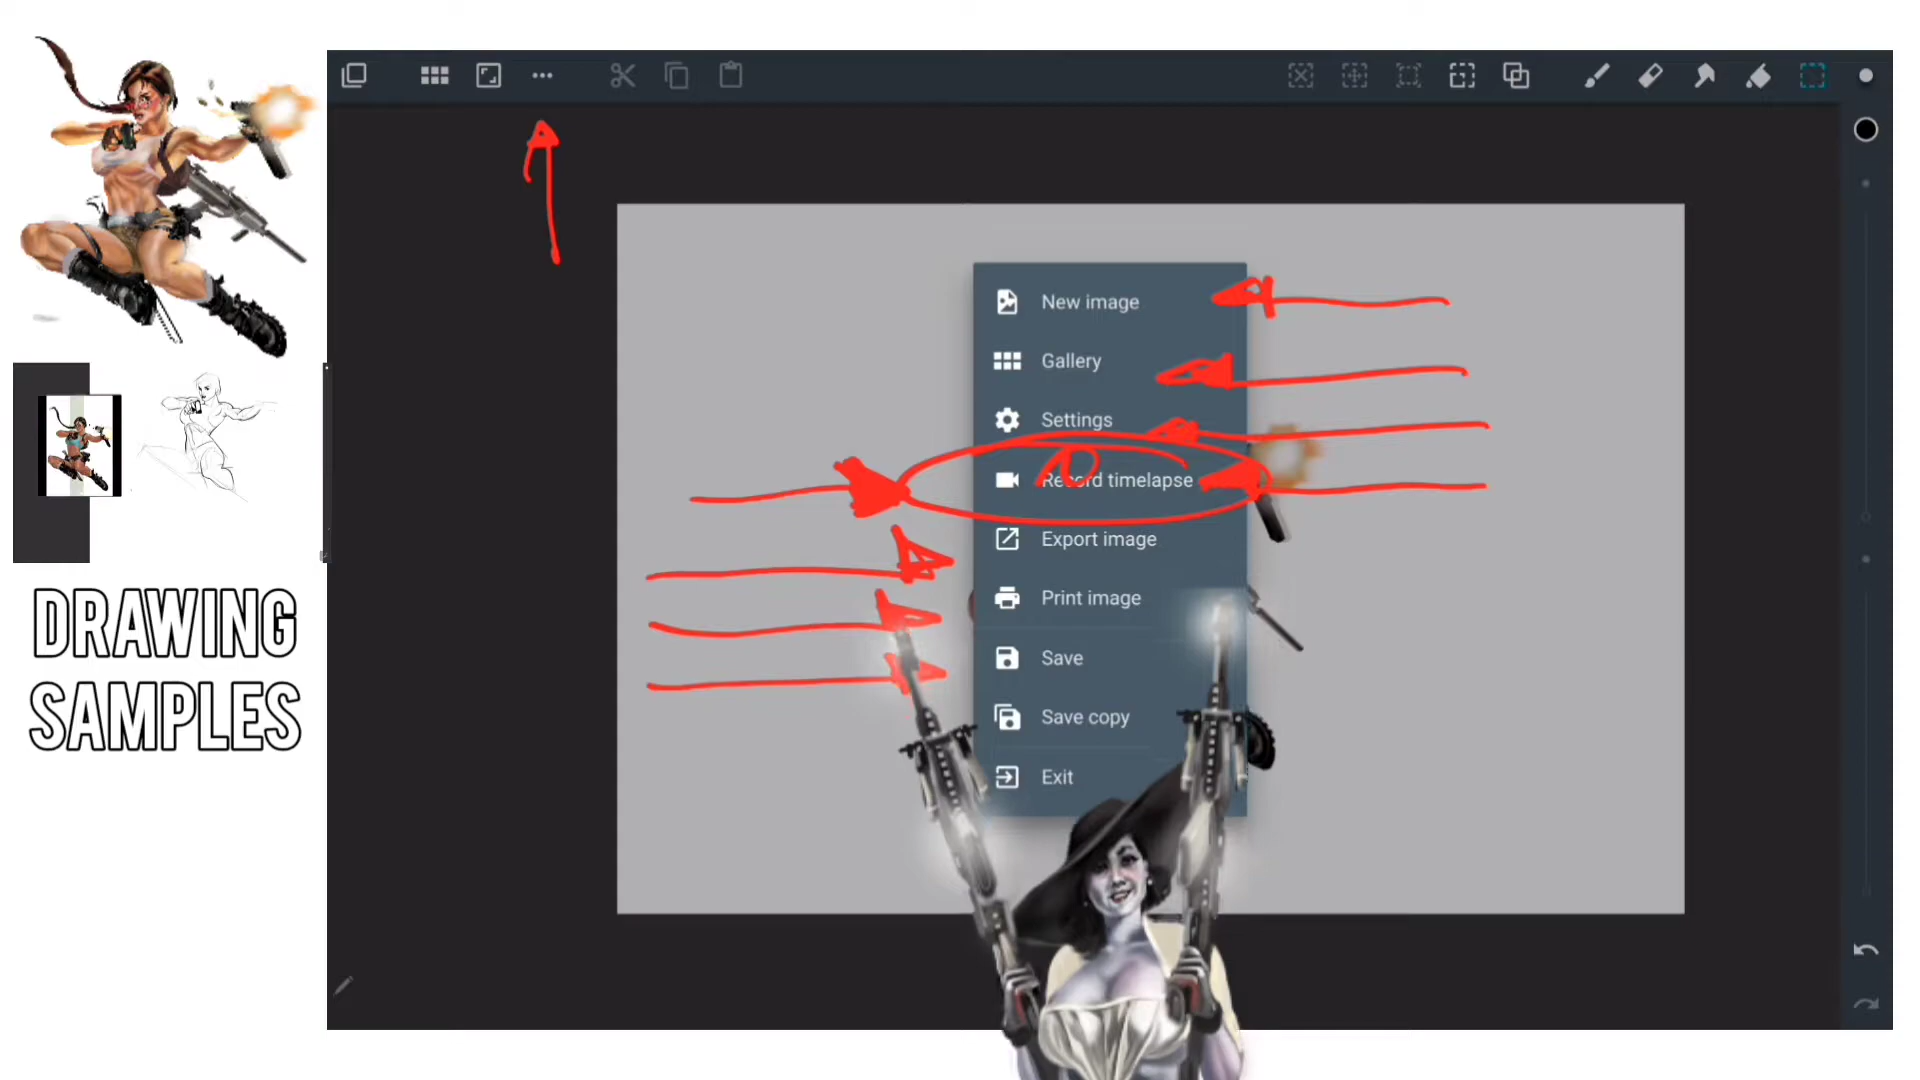 DRAWING
SAMPLES
New image
Gallery
Settings
Record timelapse
Export image
Print image
Save
Save copy
Exit